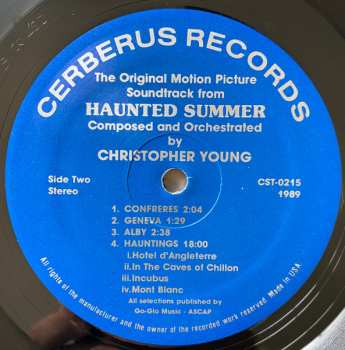 CERBERUS RECORDS
The Original Motion Picture
Soundtrack from
HAUNTED SUMMER
Composed and Orchestrated
by
CHRISTOPHER YOUNG
Side Two
Stereo
CST-0215
1989
1. CONFRERES 2:04
2. GENEVA 1:29
3. ALBY 2:38
4. HAUNTINGS 18:00
i.Hotel d'Angleterre
ii.In The Caves of Chillon
iii.Incubus
iv.Mont Blanc
All selections published by
Go-Glo Music - ASCAP
All rights of the manufacturer and the owner of the recorded work reserved. Made in U.S.A.